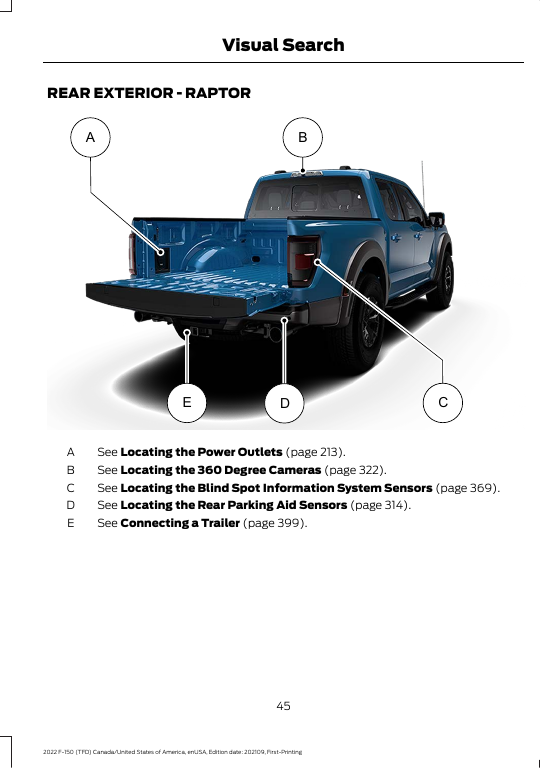 Visual Search
REAR EXTERIOR - RAPTOR
A
B
E
D
C
A See Locating the Power Outlets (page 213).
B See Locating the 360 Degree Cameras (page 322).
C See Locating the Blind Spot Information System Sensors (page 369).
D See Locating the Rear Parking Aid Sensors (page 314).
E See Connecting a Trailer (page 399).
45
2022 F-150 (TFD) Canada/United States of America, enUSA, Edition date: 202109, First-Printing